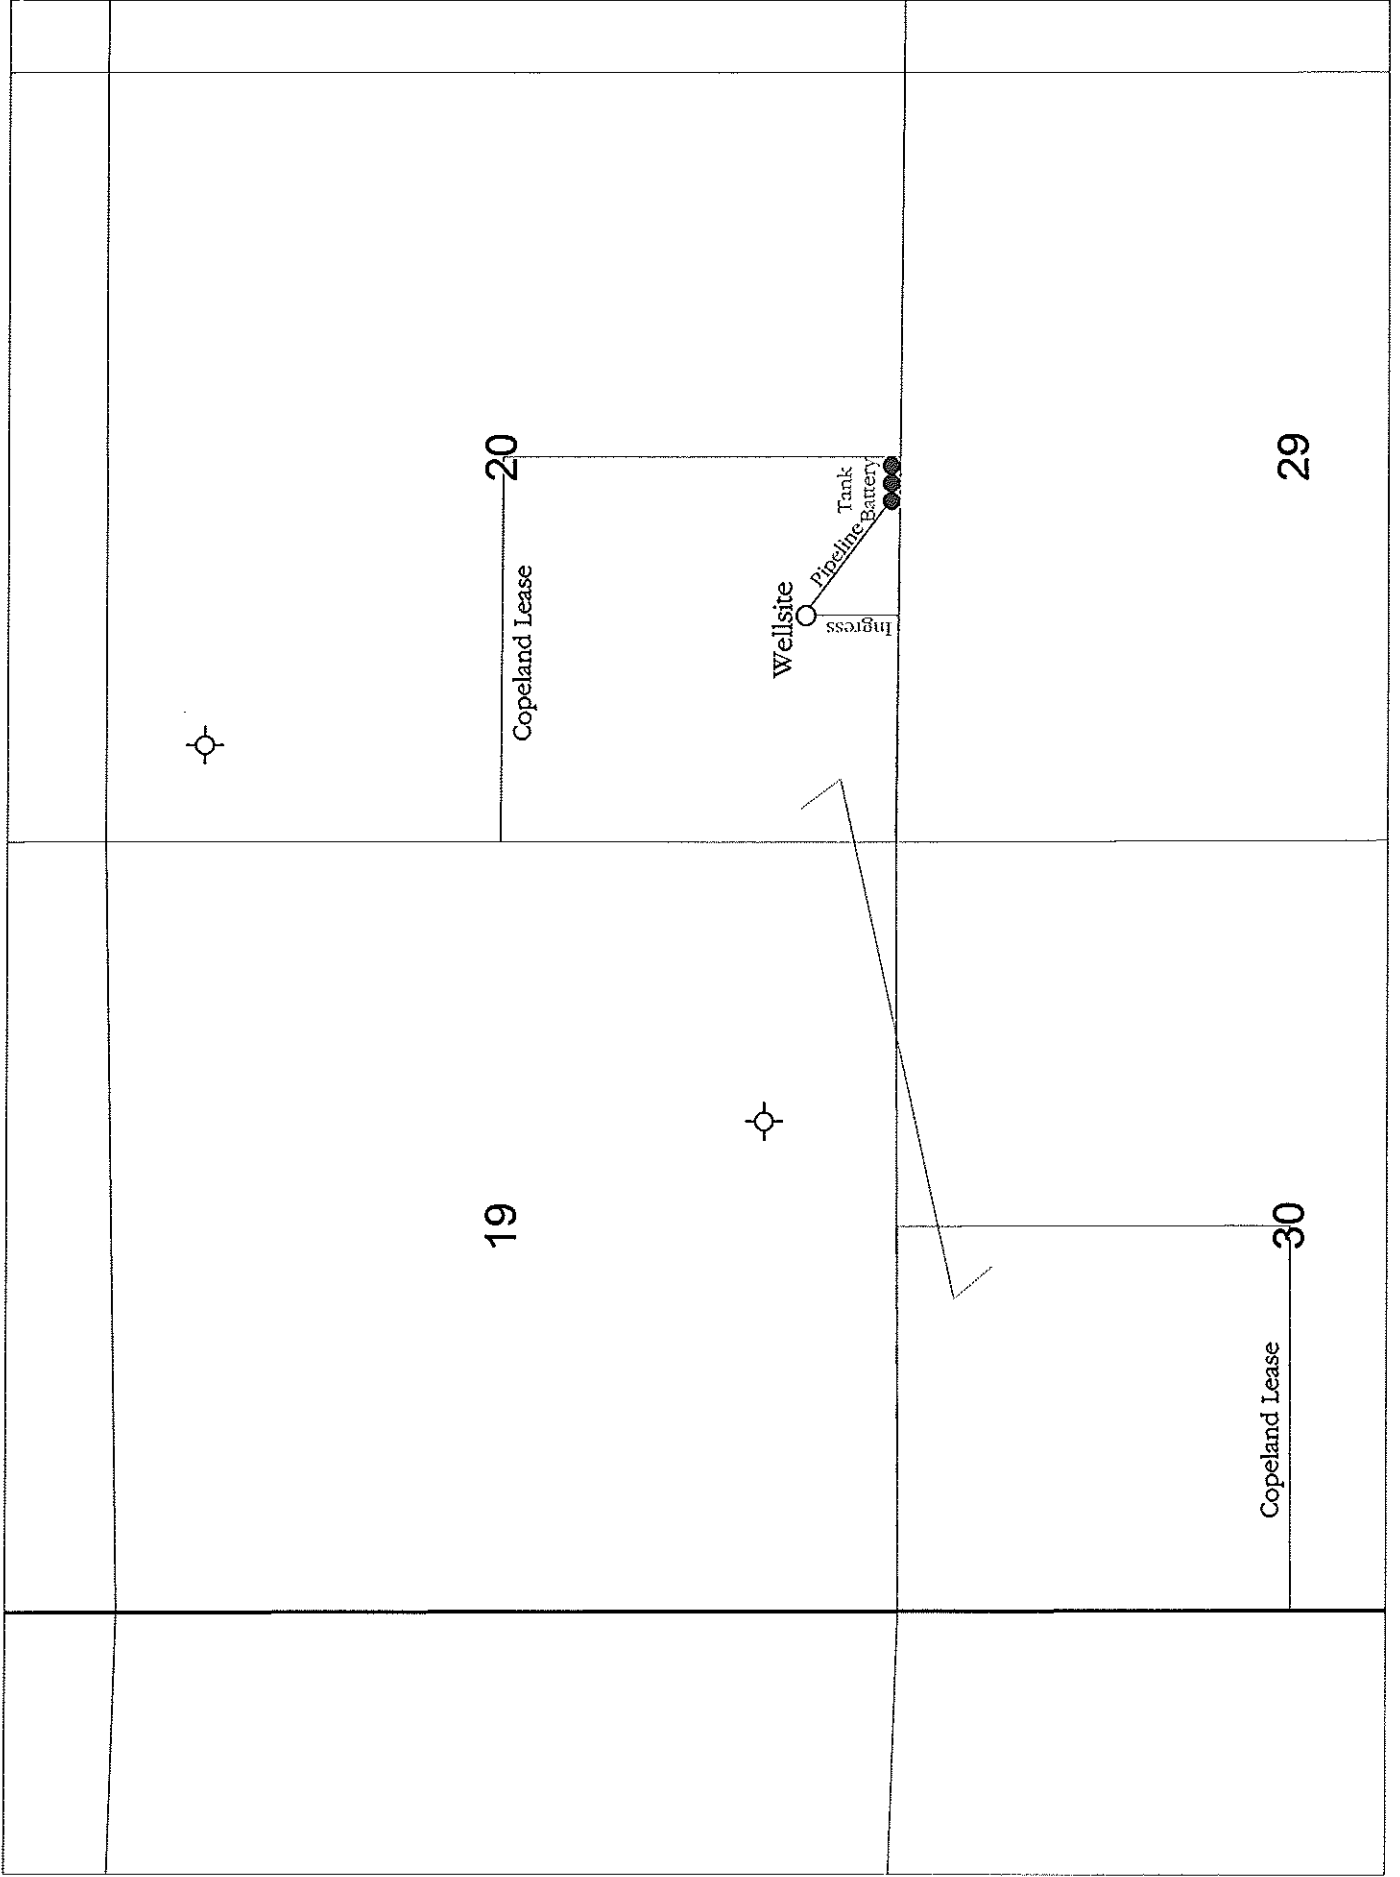 19
20
Copeland Lease
Wellsite
Pipeline
Tank
Battery
Ingress
Copeland Lease
30
29